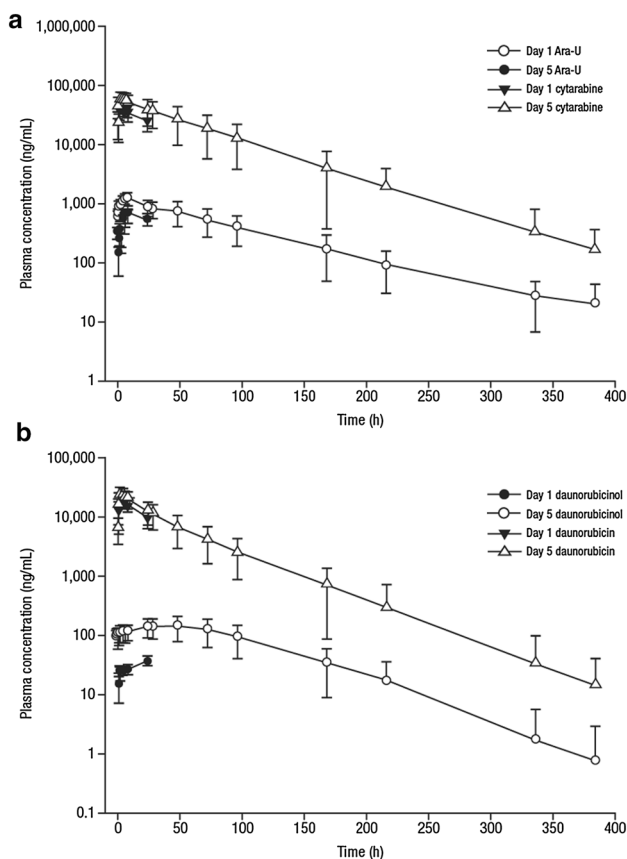 a
1,000,000
100,000
10,000
1,000
100
10
1
Plasma concentration (ng/mL)
0 50 100 150 200 250 300 350 400
Time (h)
Day 1 Ara-U
Day 5 Ara-U
Day 1 cytarabine
Day 5 cytarabine
b
100,000
10,000
1,000
100
10
1
0.1
Plasma concentration (ng/mL)
0 50 100 150 200 250 300 350 400
Time (h)
Day 1 daunorubicinol
Day 5 daunorubicinol
Day 1 daunorubicin
Day 5 daunorubicin